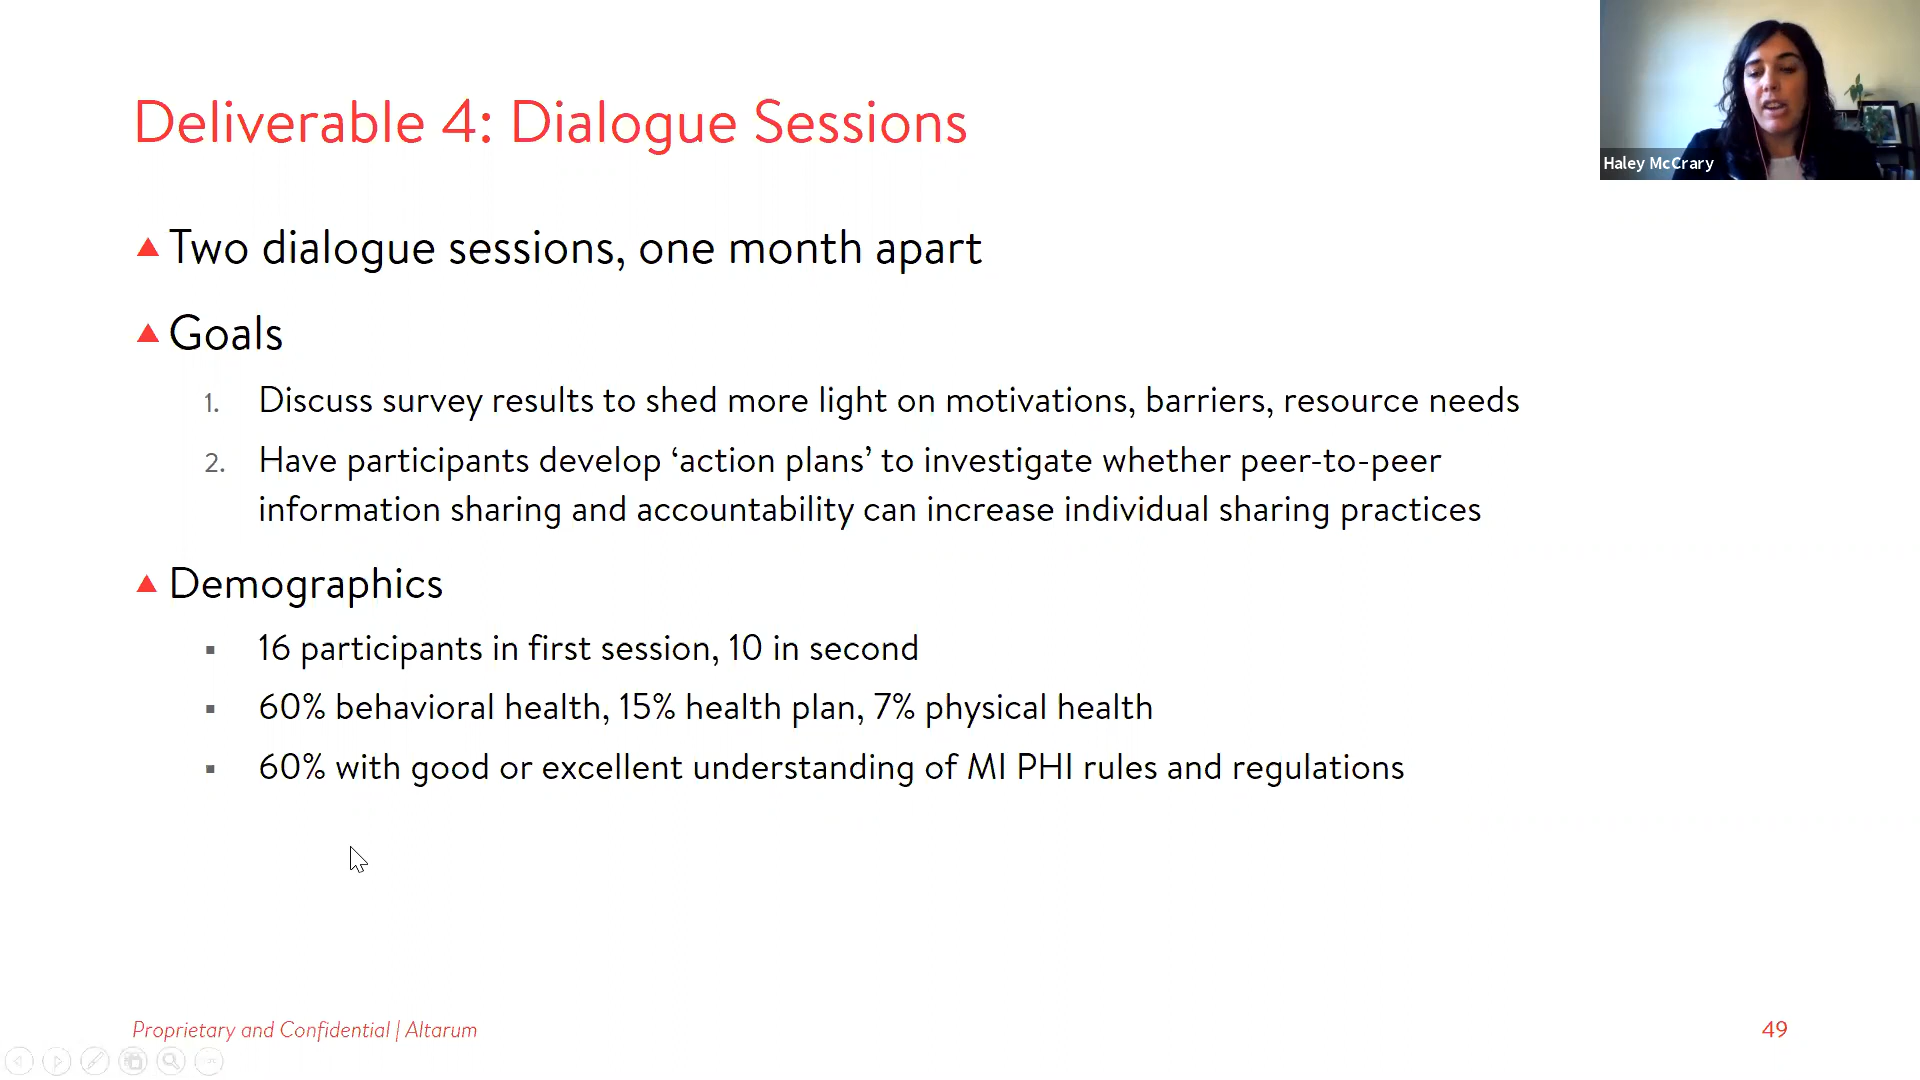 Deliverable 4: Dialogue Sessions
Haley McCrary
Two dialogue sessions, one month apart
Goals
1. Discuss survey results to shed more light on motivations, barriers, resource needs
2. Have participants develop ‘action plans’ to investigate whether peer-to-peer
information sharing and accountability can increase individual sharing practices
Demographics
16 participants in first session, 10 in second
60% behavioral health, 15% health plan, 7% physical health
60% with good or excellent understanding of MI PHI rules and regulations
Proprietary and Confidential | Altarum
49